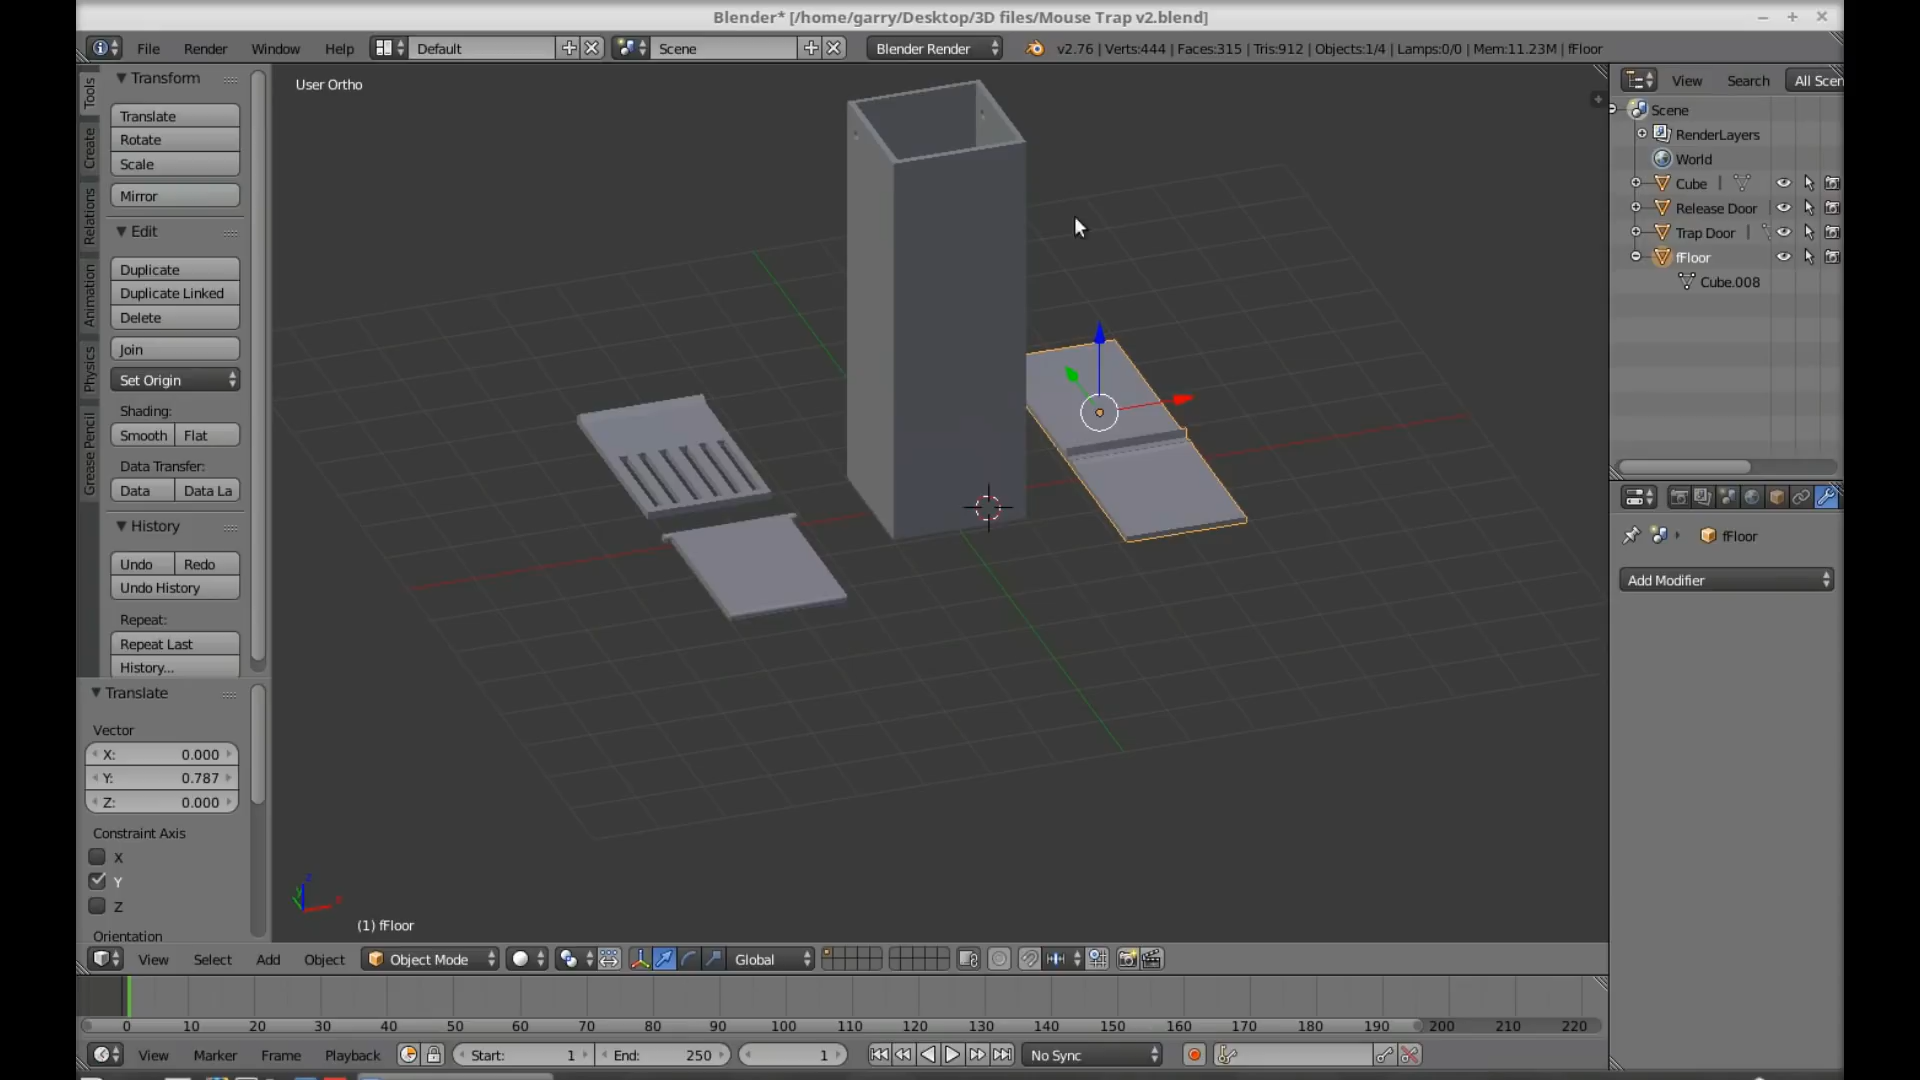 Blender* [/home/garry/Desktop/3D files/Mouse Trap v2.blend]
File Render Window Help Default Scene Blender Render v2.76 | Verts:444 | Faces:315 | Tris:912 | Objects:1/4 | Lamps:0/0 | Mem:11.23M | fFloor
Tools
Create
Relations
Animation
Physics
Grease Pencil
Transform
Translate
Rotate
Scale
Mirror
Edit
Duplicate
Duplicate Linked
Delete
Join
Set Origin
Shading:
Smooth Flat
Data Transfer:
Data Data La
History
Undo Redo
Undo History
Repeat:
Repeat Last
History...
Translate
Vector
X: 0.000
Y: 0.787
Z: 0.000
Constraint Axis
X
Y
Z
Orientation
User Ortho
(1) fFloor
View Search All Scen
Scene
RenderLayers
World
Cube
Release Door
Trap Door
fFloor
Cube.008
fFloor
Add Modifier
View Select Add Object Object Mode Global
0 10 20 30 40 50 60 70 80 90 100 110 120 130 140 150 160 170 180 190 200 210 220
View Marker Frame Playback Start: 1 End: 250 1 No Sync